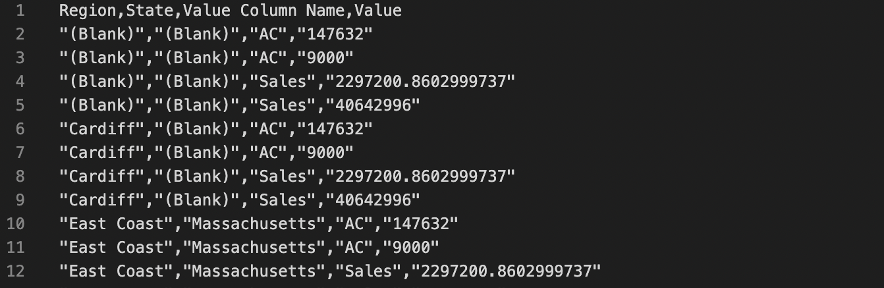 1 Region,State,Value Column Name,Value
2 "(Blank)","(Blank)","AC","147632"
3 "(Blank)","(Blank)","AC","9000"
4 "(Blank)","(Blank)","Sales","2297200.8602999737"
5 "(Blank)","(Blank)","Sales","40642996"
6 "Cardiff","(Blank)","AC","147632"
7 "Cardiff","(Blank)","AC","9000"
8 "Cardiff","(Blank)","Sales","2297200.8602999737"
9 "Cardiff","(Blank)","Sales","40642996"
10 "East Coast","Massachusetts","AC","147632"
11 "East Coast","Massachusetts","AC","9000"
12 "East Coast","Massachusetts","Sales","2297200.8602999737"